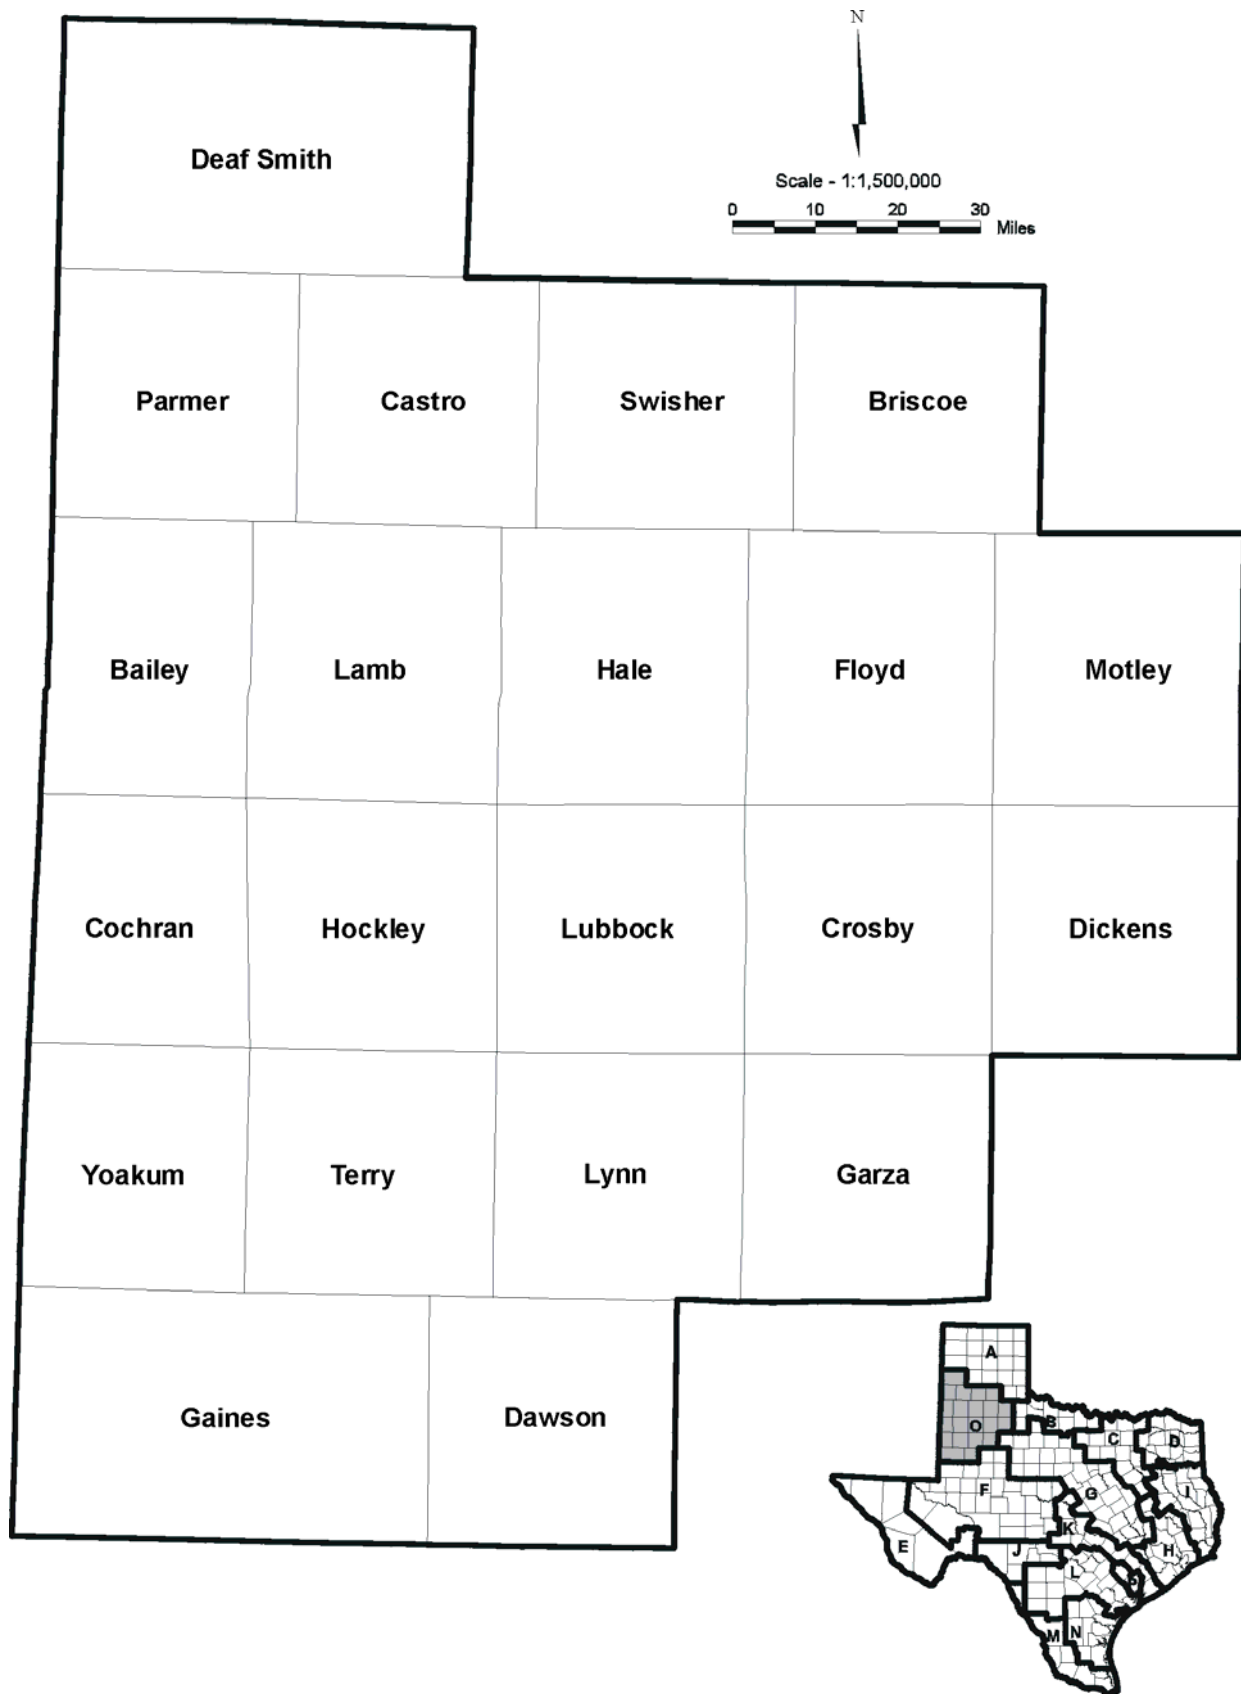 N
Scale - 1:1,500,000
0 10 20 30
Miles
Deaf Smith
Parmer Castro Swisher Briscoe
Bailey Lamb Hale Floyd Motley
Cochran Hockley Lubbock Crosby Dickens
Yoakum Terry Lynn Garza
Gaines Dawson
A
O B C D
F G I
E K H
J L P
M N